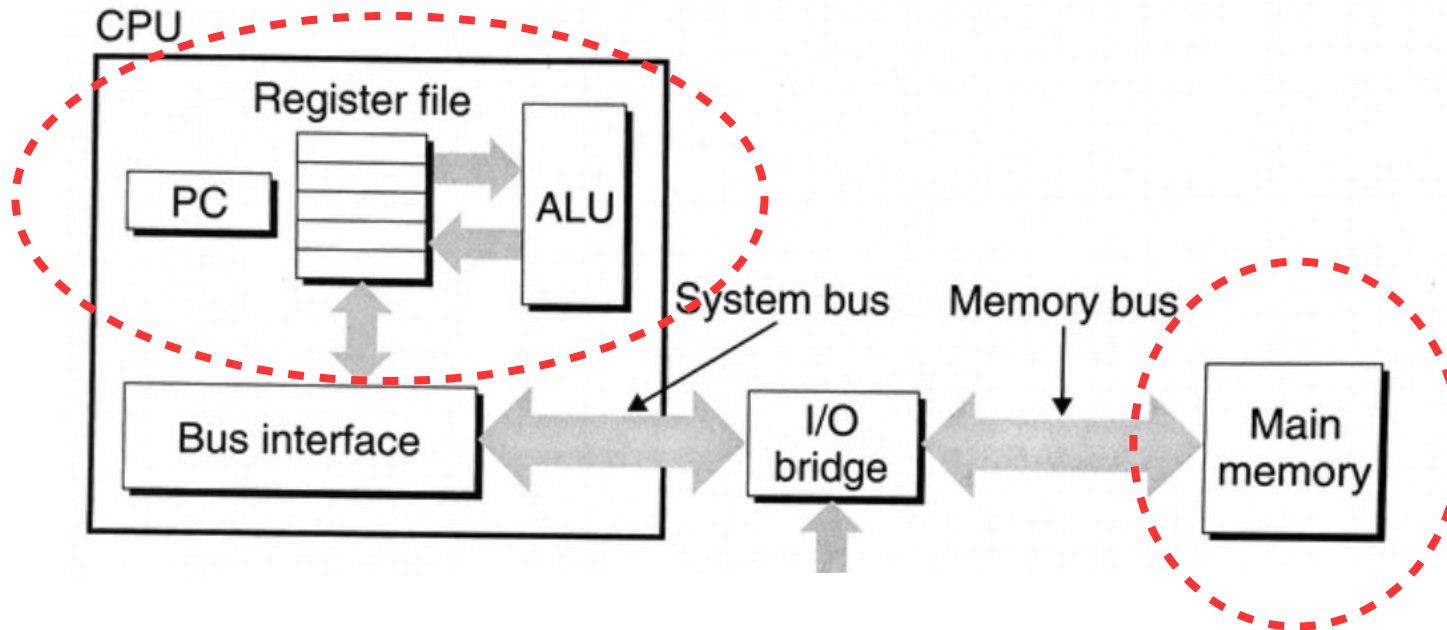 CPU
Register file
PC
ALU
System bus
Memory bus
Bus interface
I/O
bridge
Main
memory